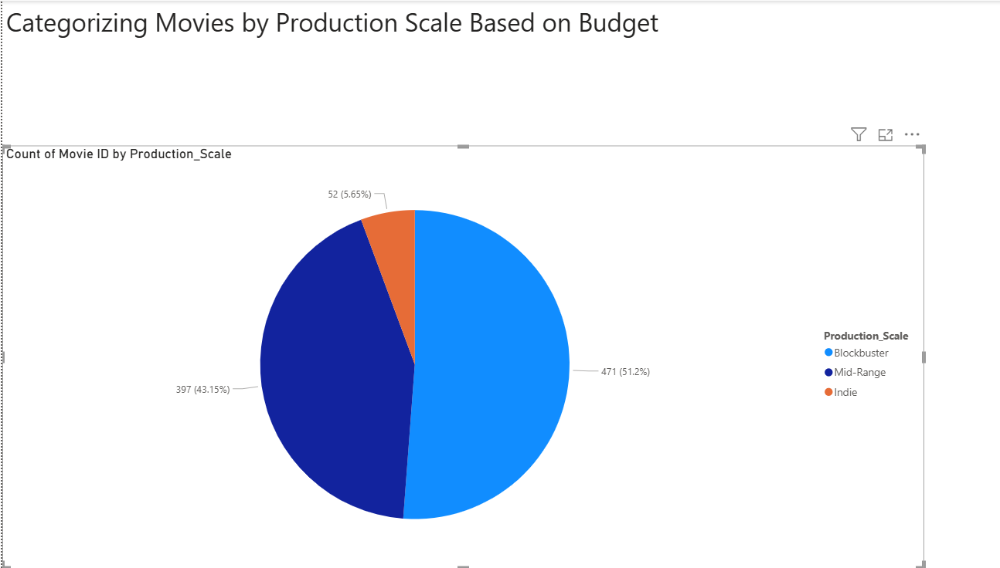 Categorizing Movies by Production Scale Based on Budget
Count of Movie ID by Production_Scale
52 (5.65%)
471 (51.2%)
397 (43.15%)
Production_Scale
Blockbuster
Mid-Range
Indie